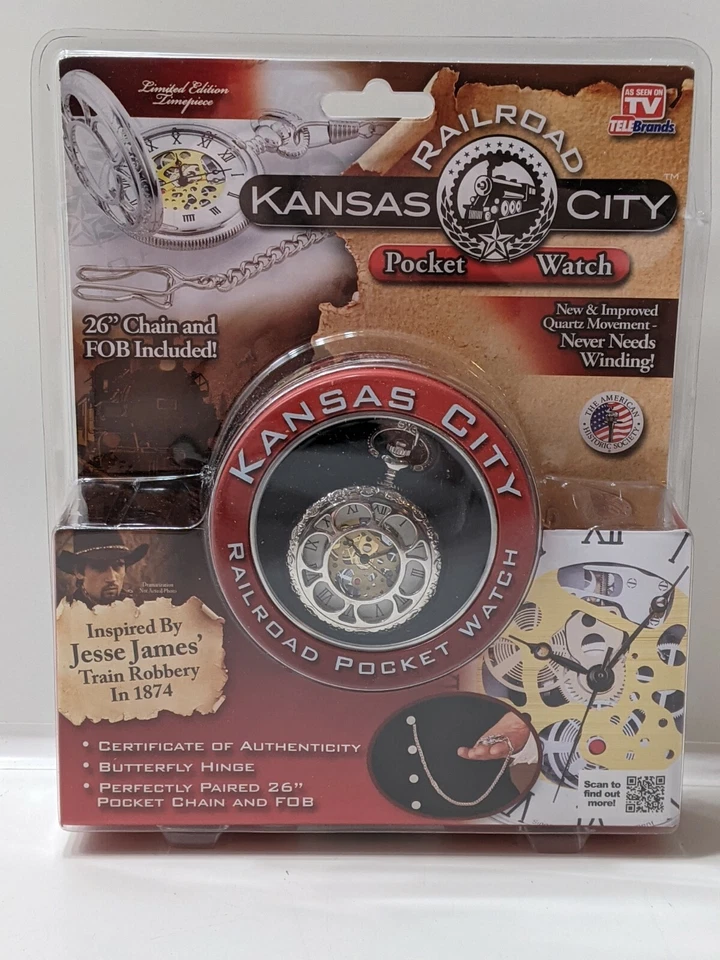 Limited Edition
Timepiece
AS SEEN ON
TV
TELEBrands
RAILROAD
KANSAS CITY™
Pocket Watch
26” Chain and
FOB Included!
New & Improved
Quartz Movement -
Never Needs
Winding!
THE AMERICAN
HISTORIC SOCIETY
KANSAS CITY
RAILROAD POCKET WATCH
Dramatization
Not Actual Photo
Inspired By
Jesse James’
Train Robbery
In 1874
• CERTIFICATE OF AUTHENTICITY
• BUTTERFLY HINGE
• PERFECTLY PAIRED 26”
POCKET CHAIN AND FOB
Scan to
find out
more!